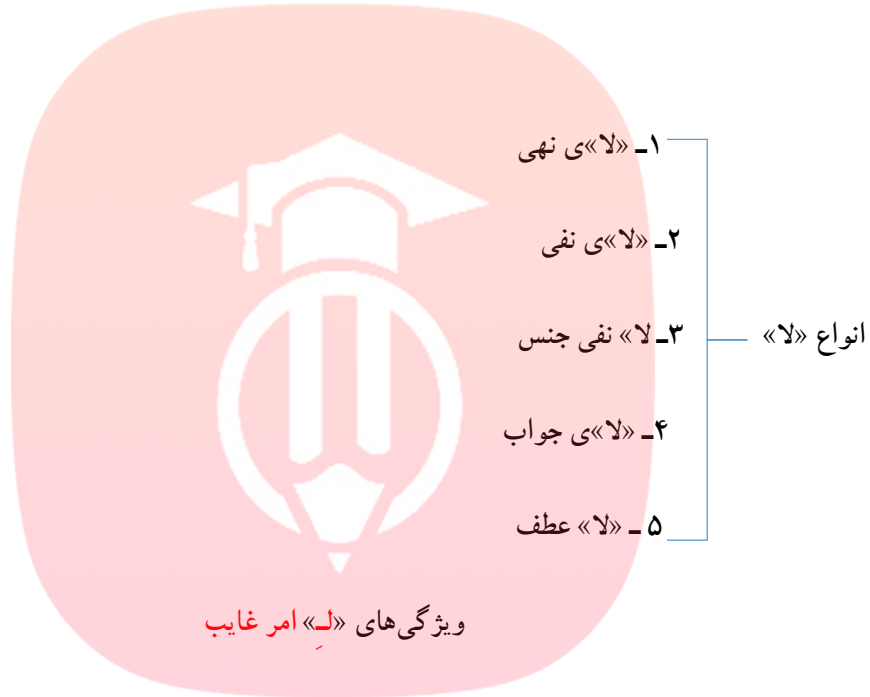 ۱ـ «لا»ی نهی
۲ـ «لا»ی نفی
انواع «لا»
۳ـ لا» نفی جنس
۴ـ «لا»ی جواب
۵ ـ «لا» عطف
ویژگی‌های «لـِ» امر غایب